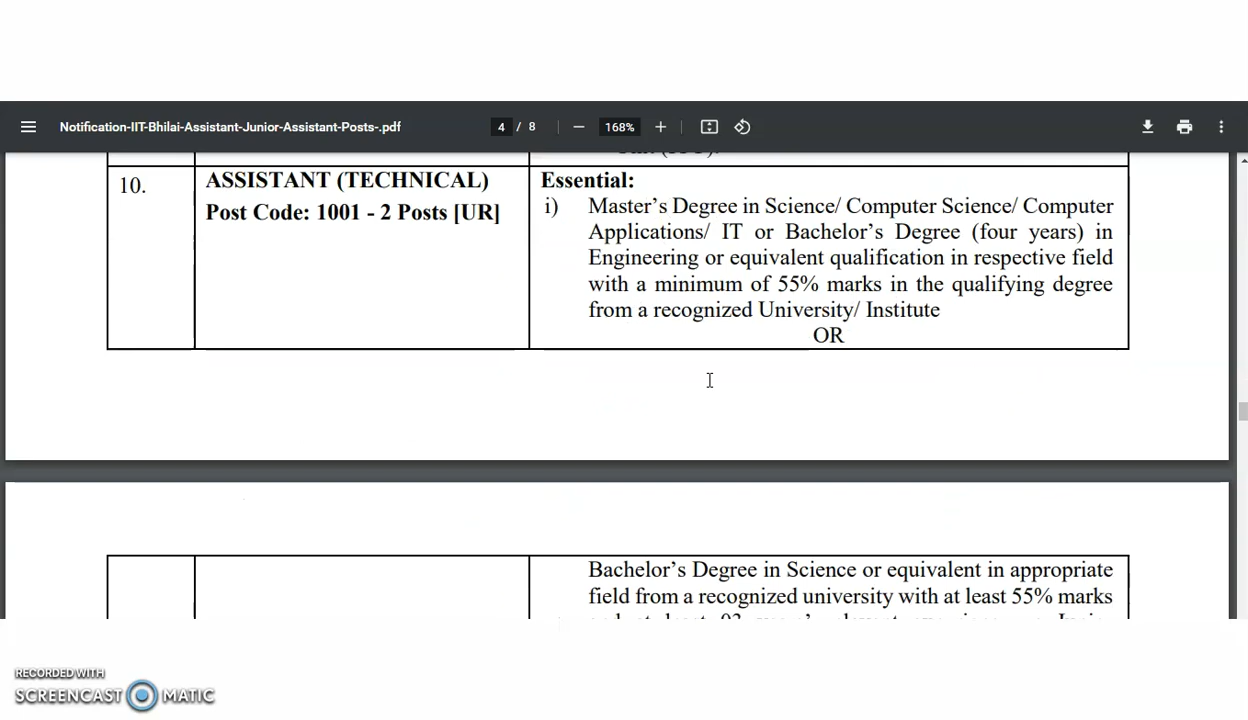 Notification-IIT-Bhilai-Assistant-Junior-Assistant-Posts-.pdf
4 / 8
168%
10.
ASSISTANT (TECHNICAL)
Post Code: 1001 - 2 Posts [UR]
Essential:
i) Master's Degree in Science/ Computer Science/ Computer
Applications/ IT or Bachelor's Degree (four years) in
Engineering or equivalent qualification in respective field
with a minimum of 55% marks in the qualifying degree
from a recognized University/ Institute
OR
Bachelor's Degree in Science or equivalent in appropriate
field from a recognized university with at least 55% marks
RECORDED WITH
SCREENCAST MATIC